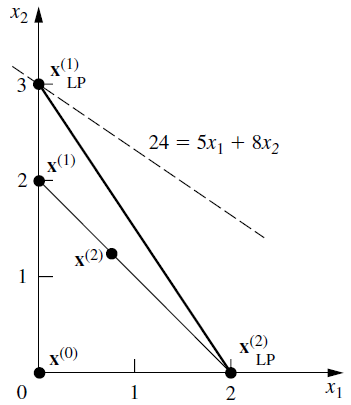 x₂
x⁽¹⁾LP
3
24 = 5x₁ + 8x₂
x⁽¹⁾
2
x⁽²⁾
1
x⁽²⁾LP
x⁽⁰⁾
0
1
2
x₁